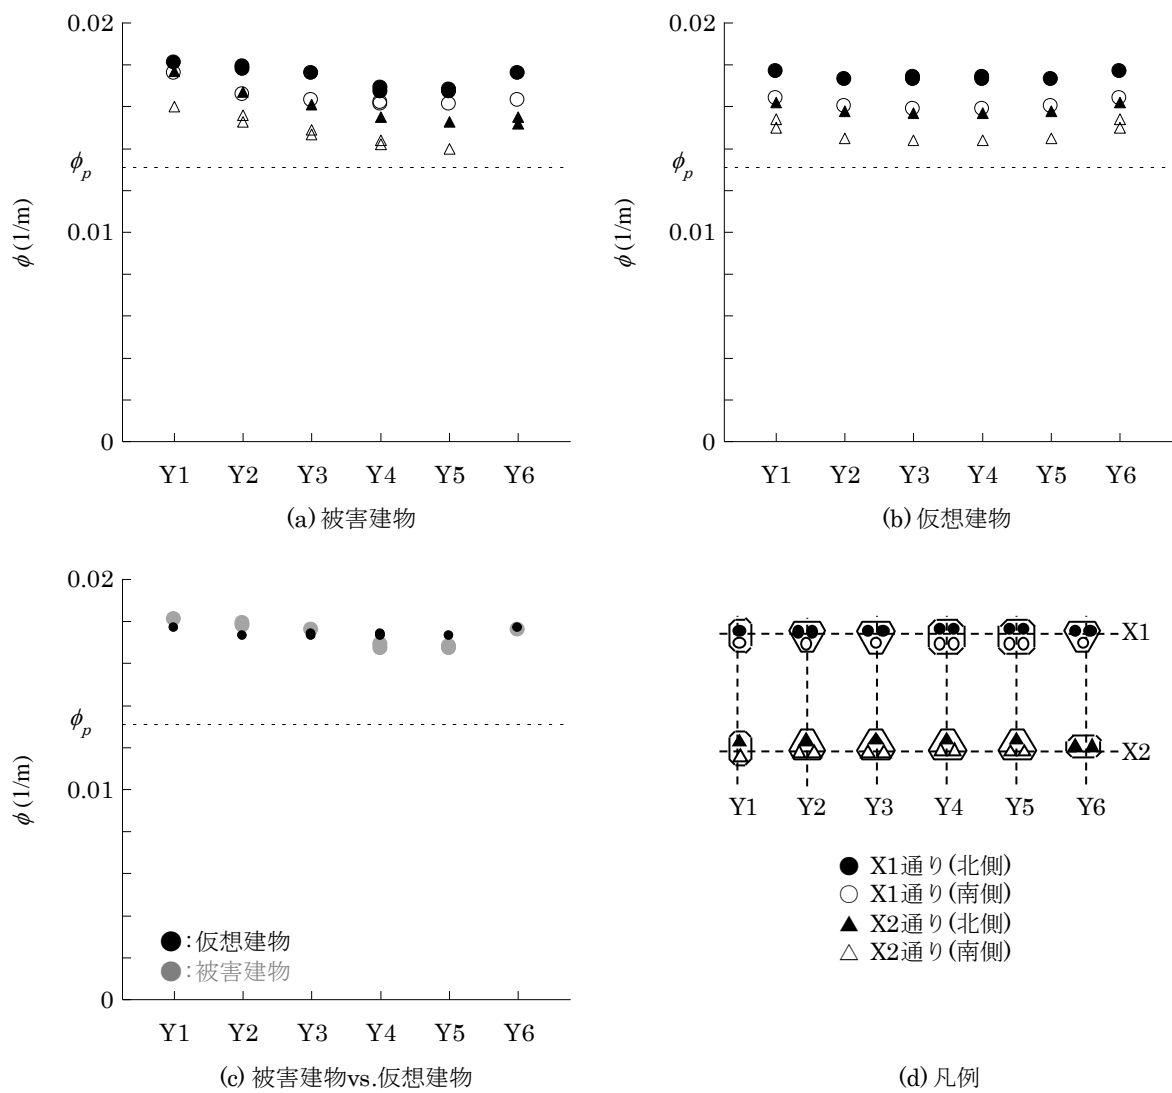 0.02
ϕp
0.01
0
ϕ (1/m)
Y1 Y2 Y3 Y4 Y5 Y6
(a) 被害建物
0.02
ϕp
0.01
0
ϕ (1/m)
Y1 Y2 Y3 Y4 Y5 Y6
(b) 仮想建物
0.02
ϕp
0.01
0
ϕ (1/m)
:仮想建物
:被害建物
Y1 Y2 Y3 Y4 Y5 Y6
(c) 被害建物vs.仮想建物
X1
X2
Y1 Y2 Y3 Y4 Y5 Y6
X1通り(北側)
X1通り(南側)
X2通り(北側)
X2通り(南側)
(d) 凡例